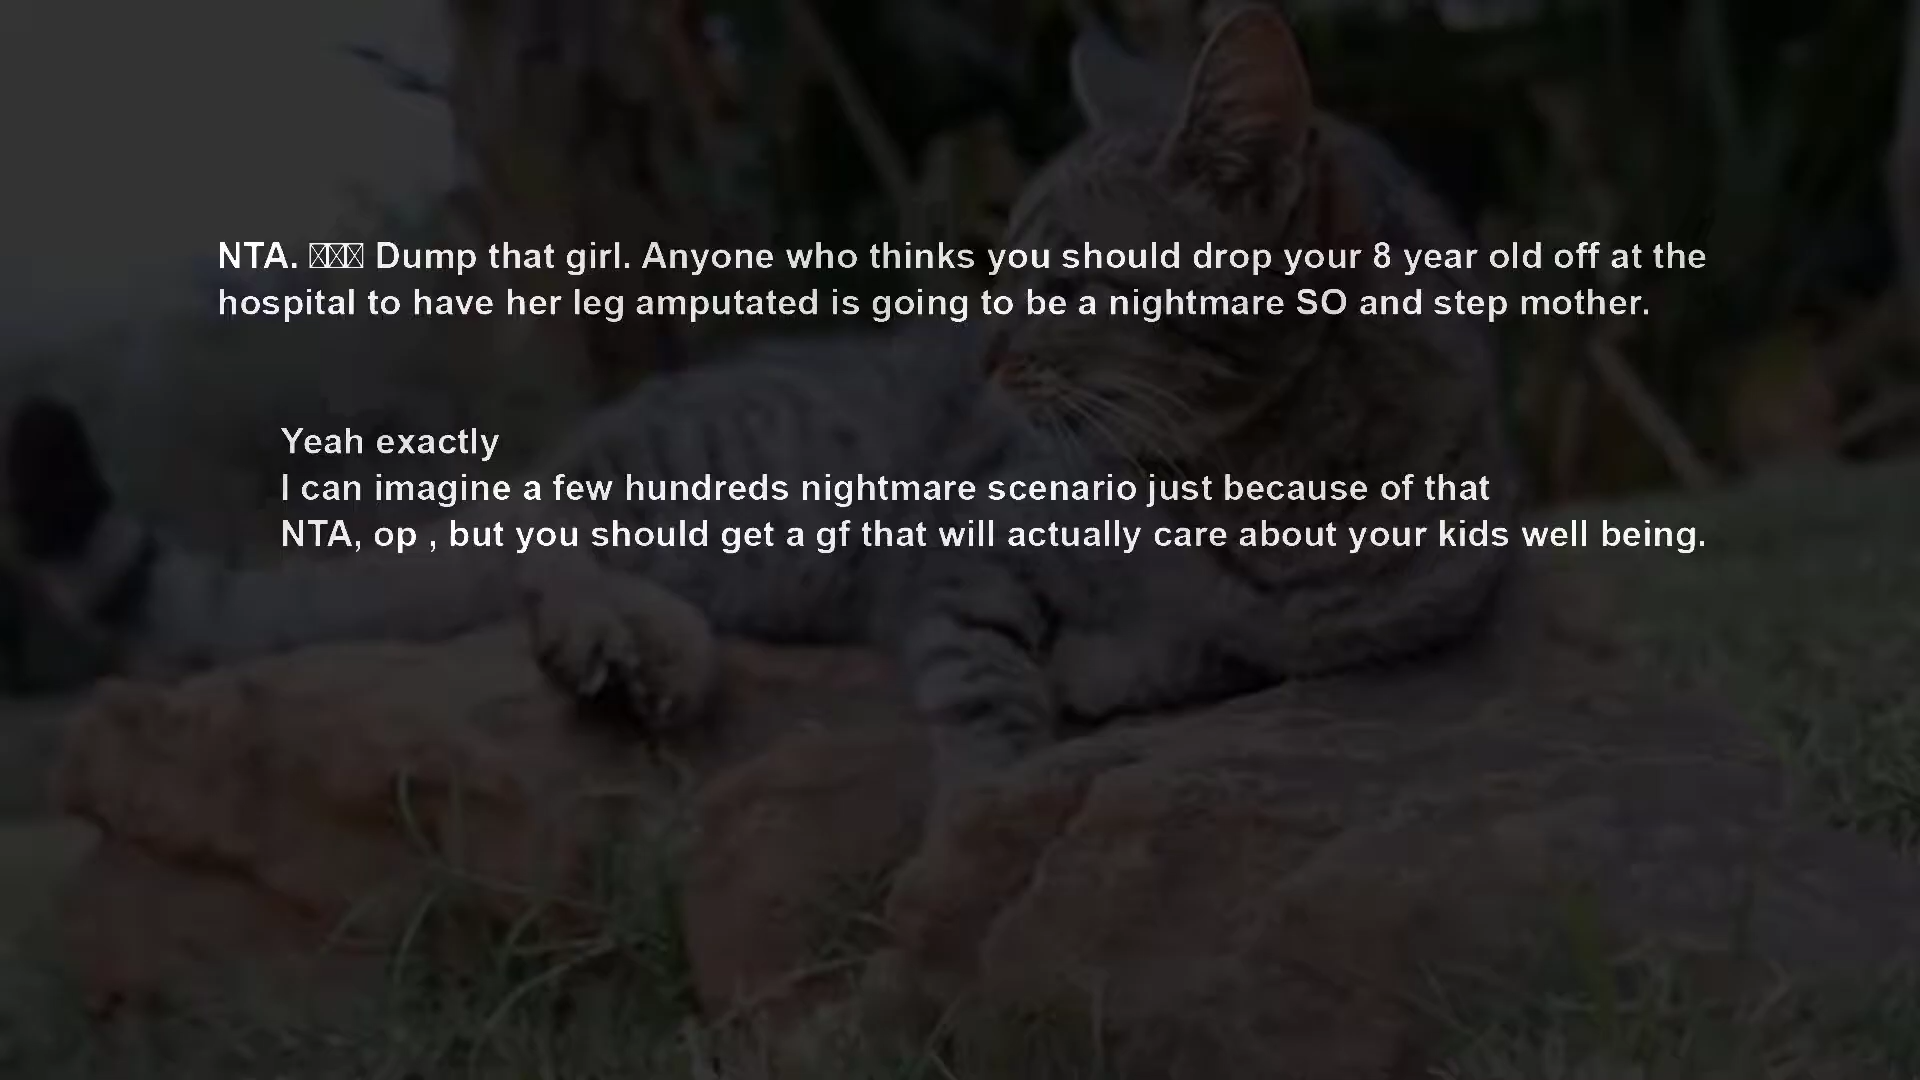 NTA. Dump that girl. Anyone who thinks you should drop your 8 year old off at the
hospital to have her leg amputated is going to be a nightmare SO and step mother.
Yeah exactly
I can imagine a few hundreds nightmare scenario just because of that
NTA, op , but you should get a gf that will actually care about your kids well being.